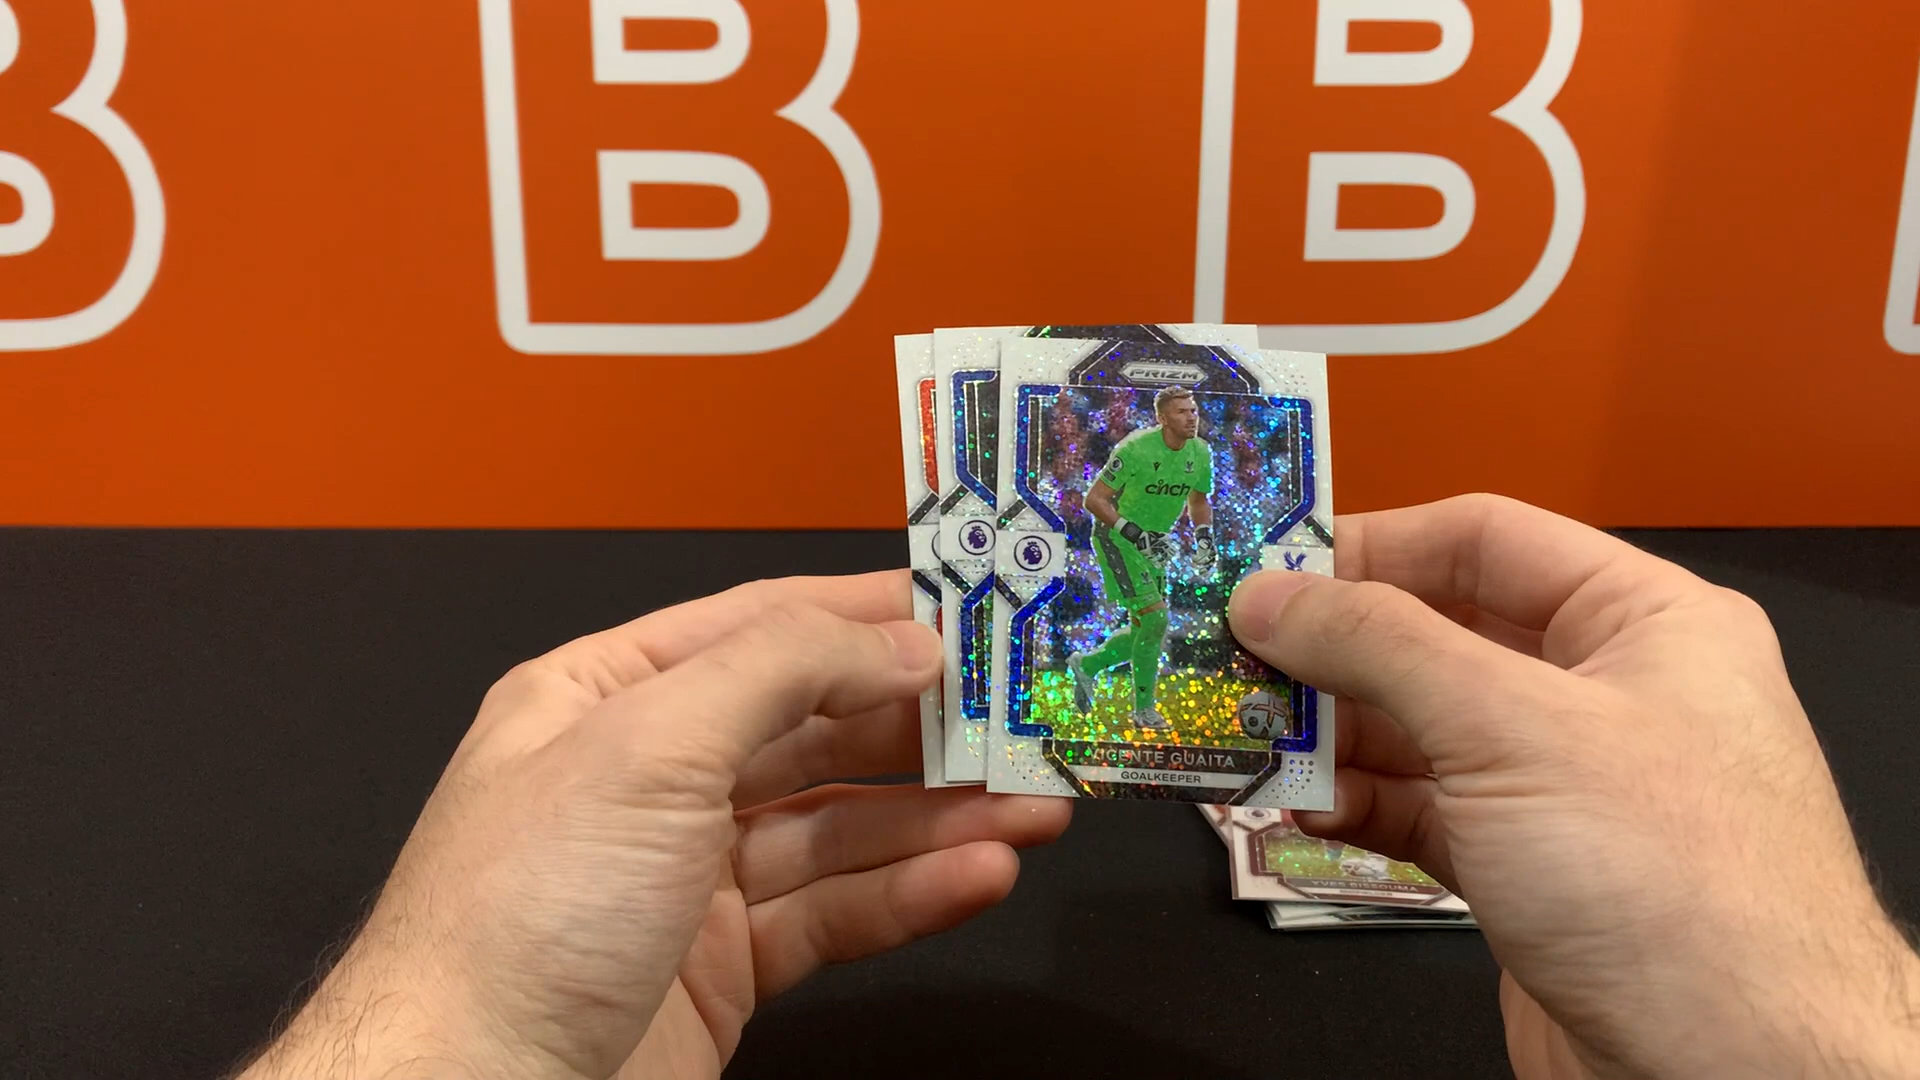 B B B
PRIZM
cinch
VICENTE GUAITA
GOALKEEPER
YVES BISSOUMA